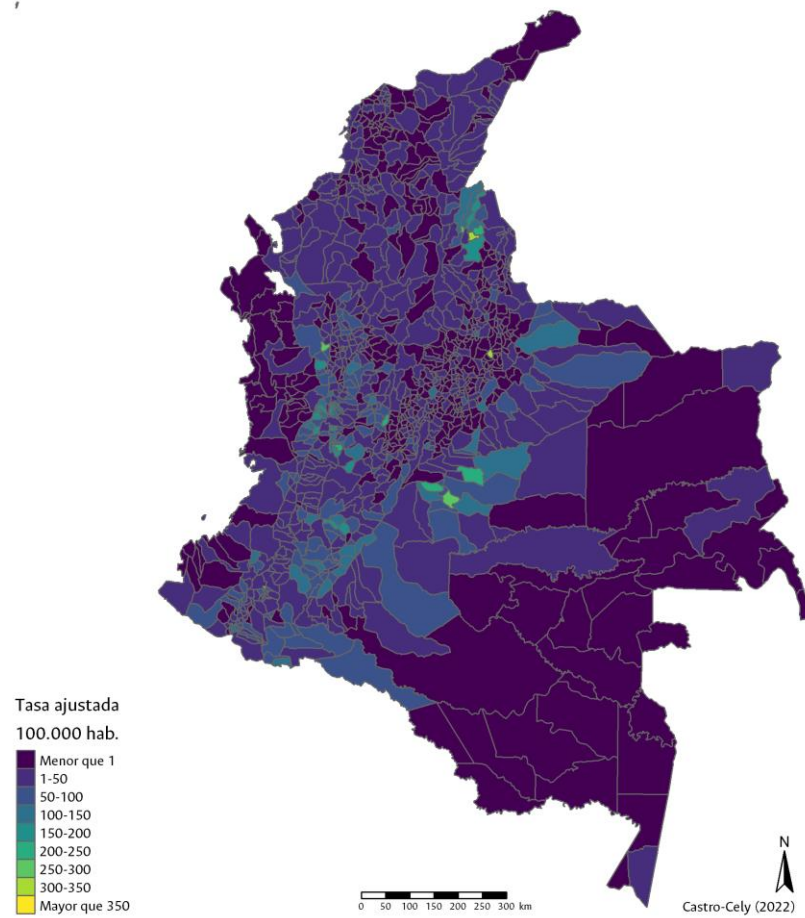 Tasa ajustada
100.000 hab.
Menor que 1
1-50
50-100
100-150
150-200
200-250
250-300
300-350
Mayor que 350
0 50 100 150 200 250 300 km
N
Castro-Cely (2022)